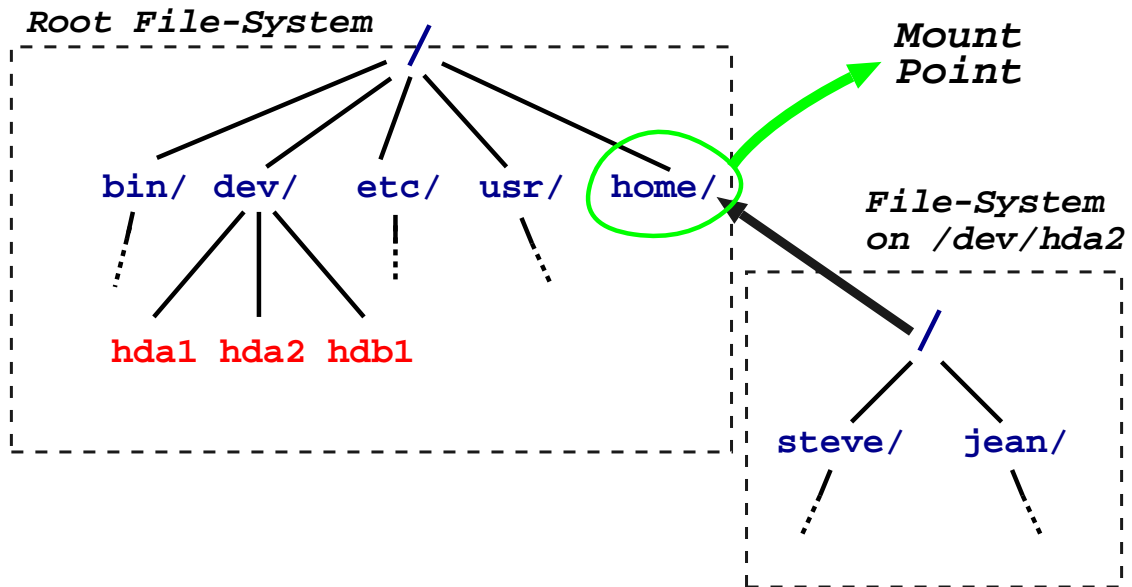 Root File-System
/
Mount
Point
bin/ dev/ etc/ usr/ home/
File-System
on /dev/hda2
hda1 hda2 hdb1
/
steve/ jean/